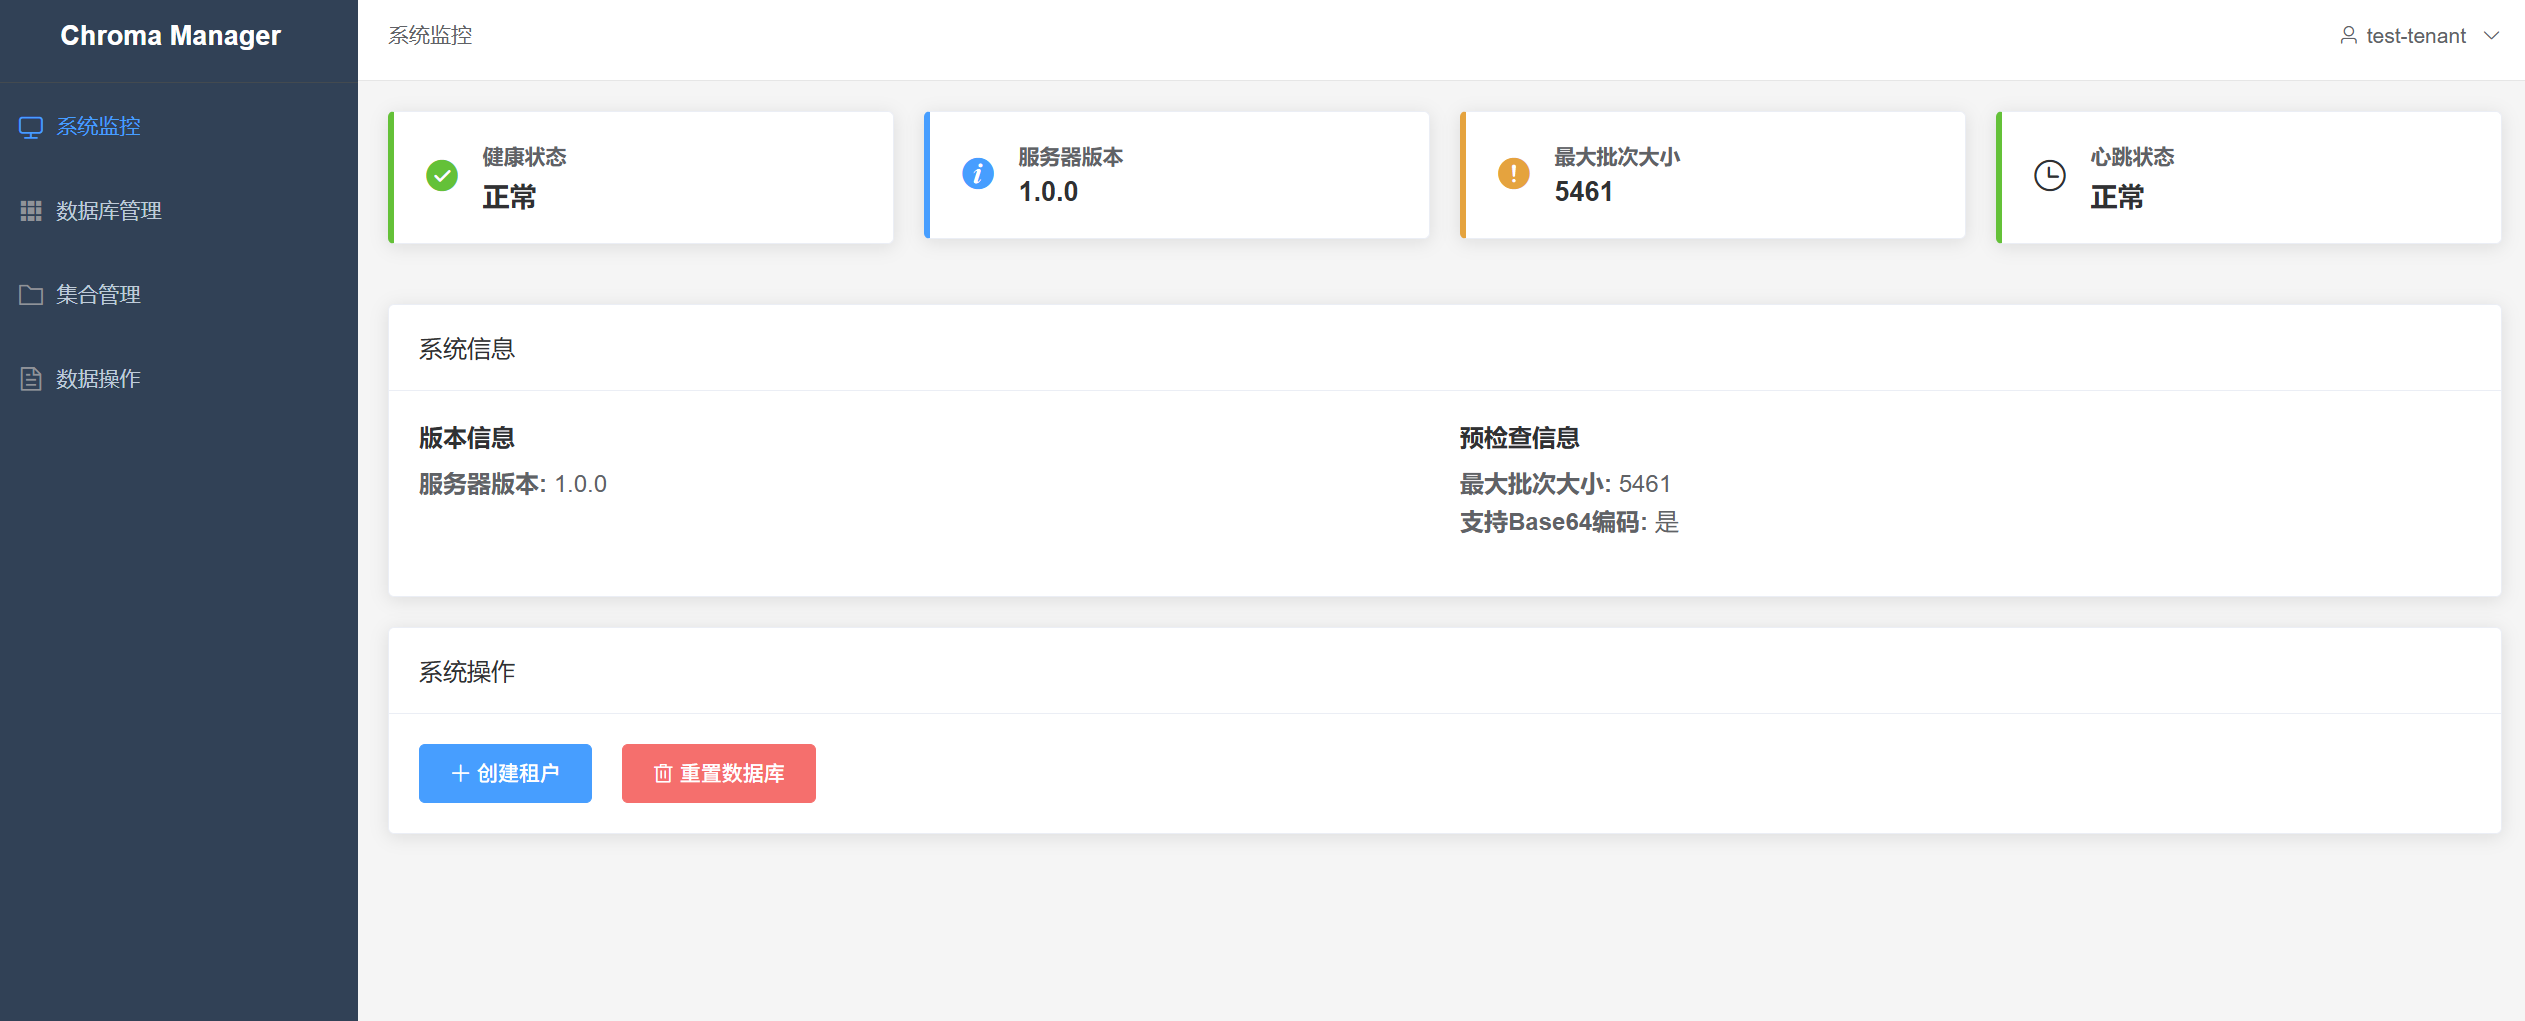 Chroma Manager
系统监控
数据库管理
集合管理
数据操作
系统监控
test-tenant
健康状态
正常
服务器版本
1.0.0
最大批次大小
5461
心跳状态
正常
系统信息
版本信息
服务器版本: 1.0.0
预检查信息
最大批次大小: 5461
支持Base64编码: 是
系统操作
创建租户
重置数据库